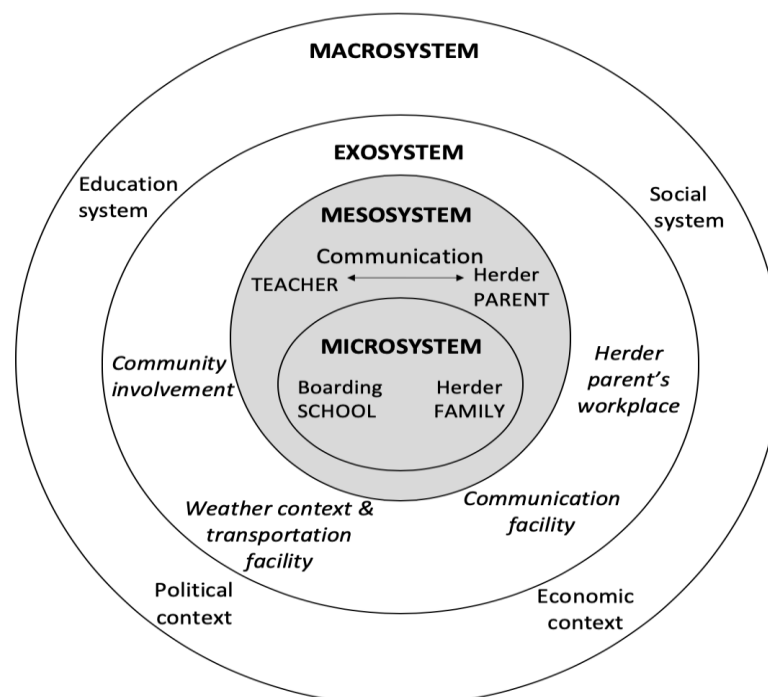 MACROSYSTEM
EXOSYSTEM
Education
system
Social
system
MESOSYSTEM
Communication
TEACHER
Herder
PARENT
MICROSYSTEM
Boarding
SCHOOL
Herder
FAMILY
Community
involvement
Herder
parent's
workplace
Weather context &
transportation
facility
Communication
facility
Political
context
Economic
context